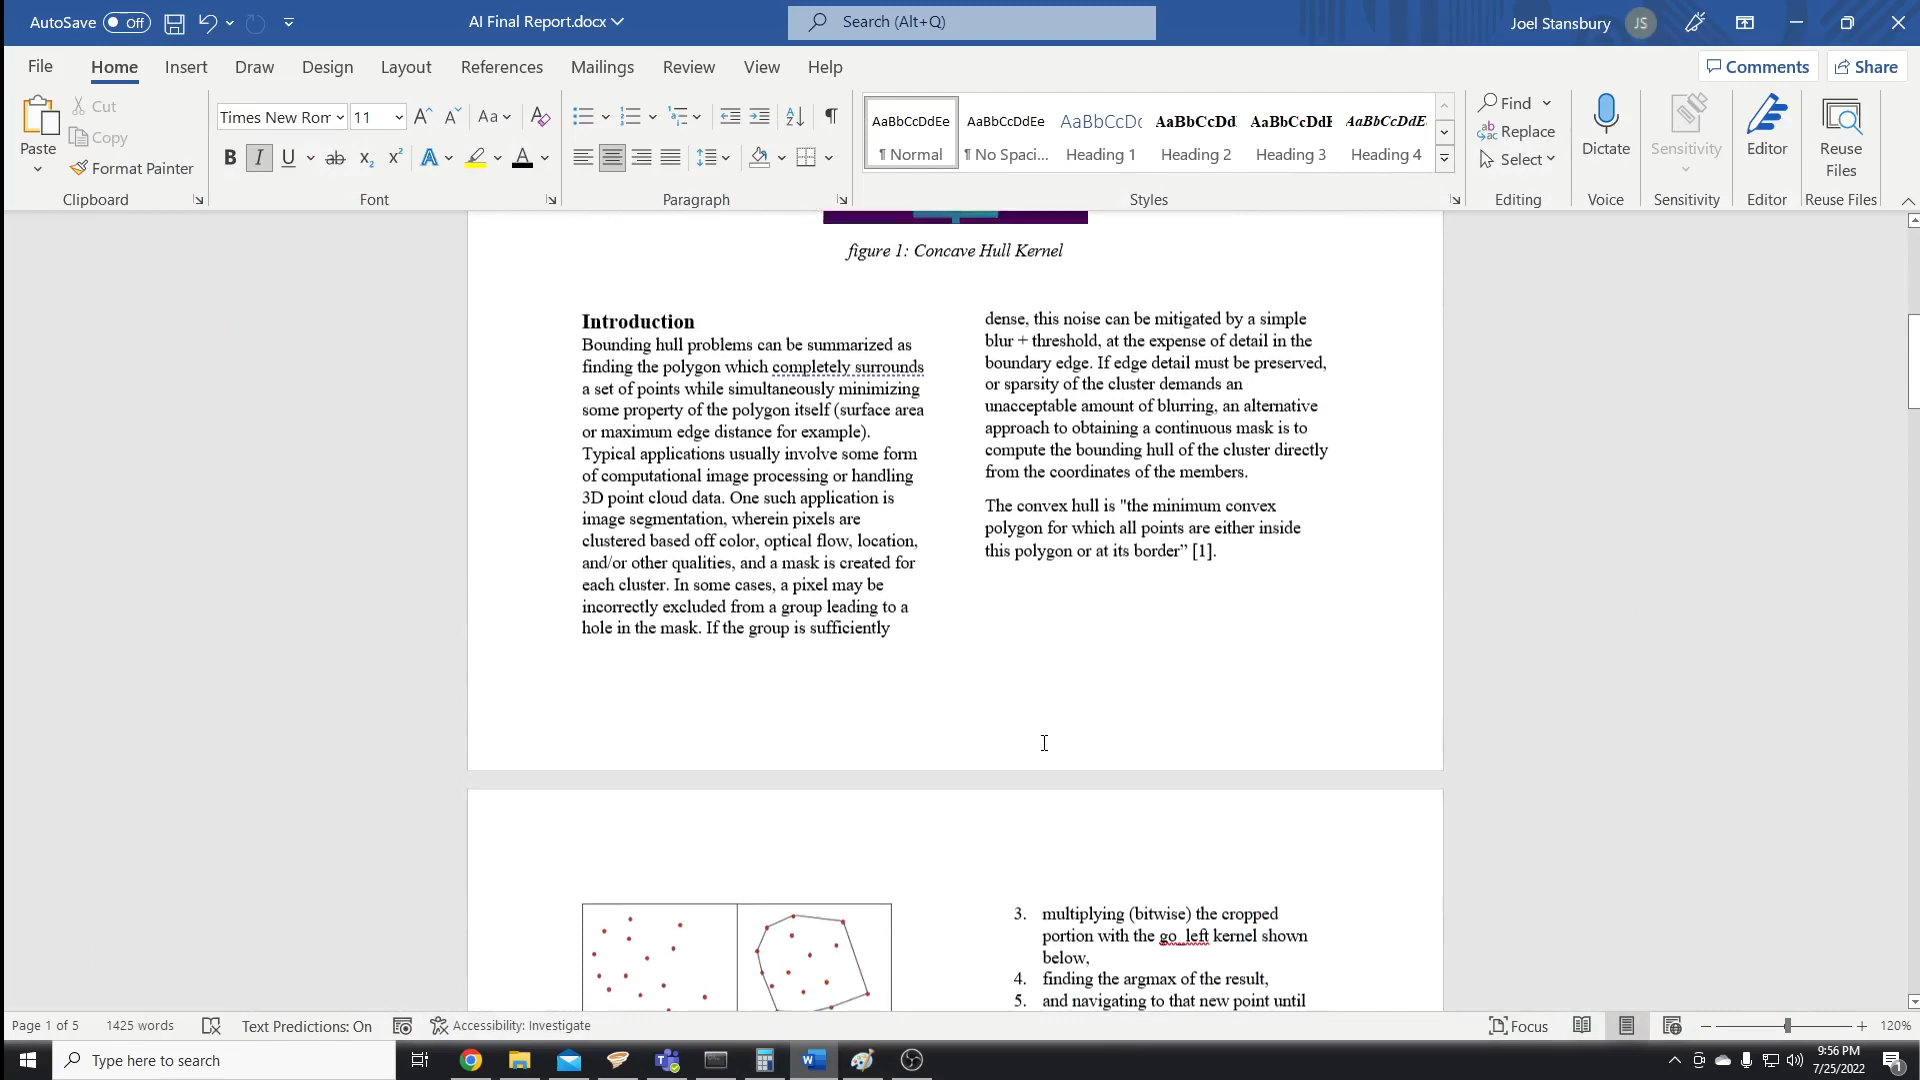 AutoSave Off
AI Final Report.docx
Search (Alt+Q)
Joel Stansbury JS
File Home Insert Draw Design Layout References Mailings Review View Help
Comments Share
Paste
Cut
Copy
Format Painter
Clipboard
Times New Rom 11
Font
Paragraph
AaBbCcDdEe AaBbCcDdEe AaBbCcDc AaBbCcDd AaBbCcDdE AaBbCcDdE
¶ Normal ¶ No Spaci... Heading 1 Heading 2 Heading 3 Heading 4
Styles
Find
Replace
Select
Editing
Dictate
Voice
Sensitivity
Sensitivity
Editor
Editor
Reuse
Files
Reuse Files
figure 1: Concave Hull Kernel
Introduction
Bounding hull problems can be summarized as
finding the polygon which completely surrounds
a set of points while simultaneously minimizing
some property of the polygon itself (surface area
or maximum edge distance for example).
Typical applications usually involve some form
of computational image processing or handling
3D point cloud data. One such application is
image segmentation, wherein pixels are
clustered based off color, optical flow, location,
and/or other qualities, and a mask is created for
each cluster. In some cases, a pixel may be
incorrectly excluded from a group leading to a
hole in the mask. If the group is sufficiently
dense, this noise can be mitigated by a simple
blur + threshold, at the expense of detail in the
boundary edge. If edge detail must be preserved,
or sparsity of the cluster demands an
unacceptable amount of blurring, an alternative
approach to obtaining a continuous mask is to
compute the bounding hull of the cluster directly
from the coordinates of the members.
The convex hull is "the minimum convex
polygon for which all points are either inside
this polygon or at its border” [1].
3. multiplying (bitwise) the cropped
portion with the go_left kernel shown
below,
4. finding the argmax of the result,
5. and navigating to that new point until
Page 1 of 5 1425 words Text Predictions: On Accessibility: Investigate
Focus 120%
Type here to search
9:56 PM
7/25/2022
1